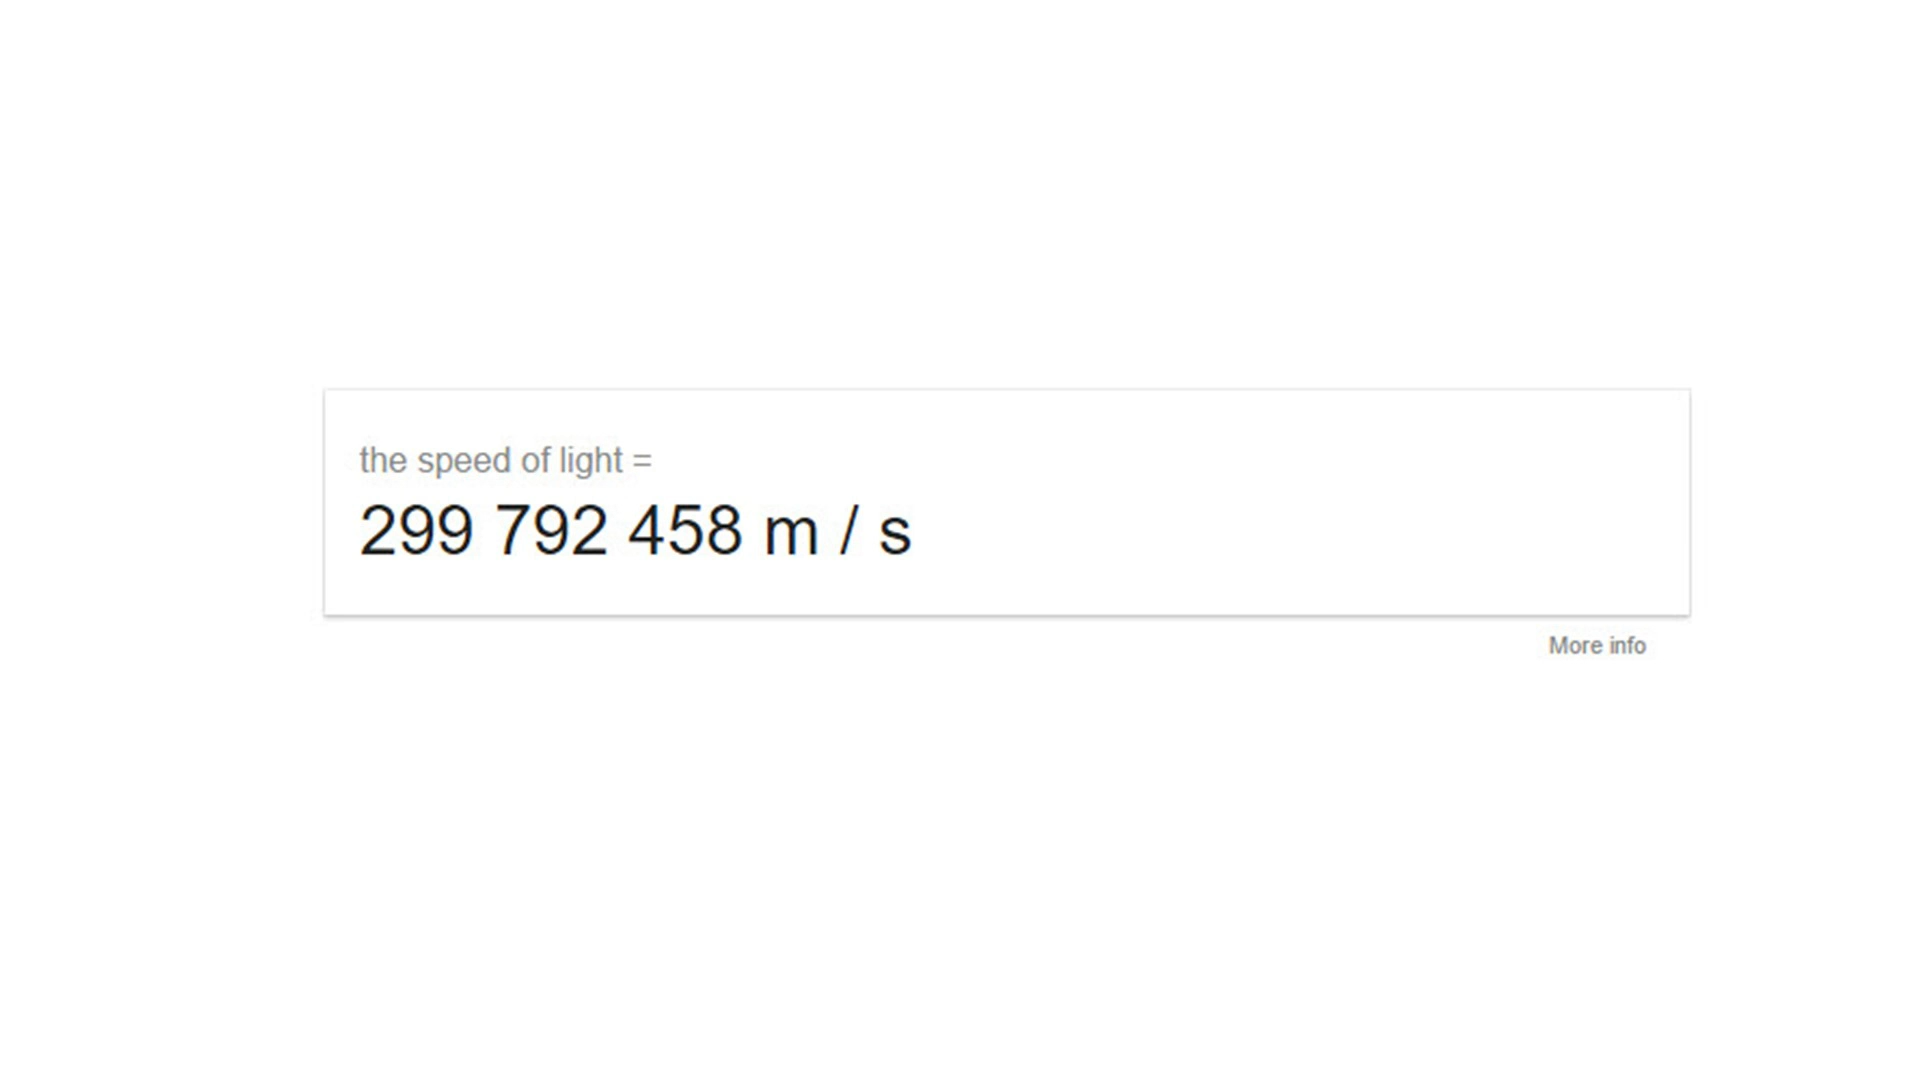 the speed of light =
299 792 458 m / s
More info